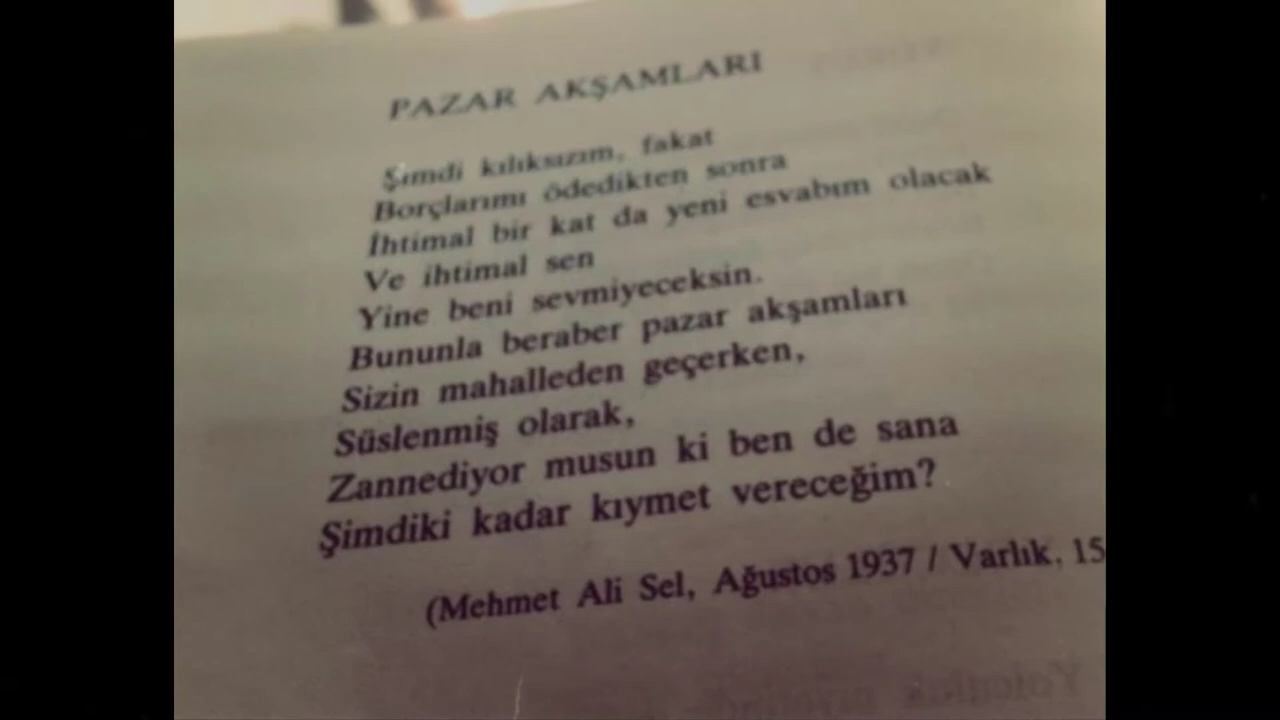 PAZAR AKŞAMLARI
Şimdi kılıksızım, fakat
Borçlarımı ödedikten sonra
İhtimal bir kat da yeni esvabım olacak
Ve ihtimal sen
Yine beni sevmiyeceksin.
Bununla beraber pazar akşamları
Sizin mahalleden geçerken,
Süslenmiş olarak,
Zannediyor musun ki ben de sana
Şimdiki kadar kıymet vereceğim?
(Mehmet Ali Sel, Ağustos 1937 / Varlık, 15